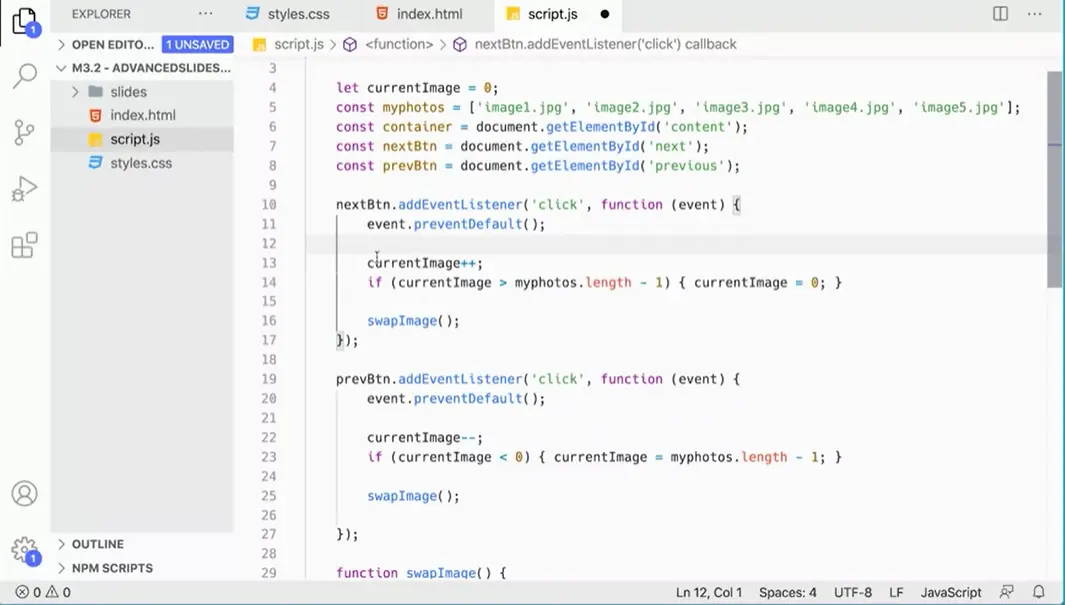 EXPLORER ··· styles.css index.html script.js
1
OPEN EDITO... 1 UNSAVED script.js > <function> > nextBtn.addEventListener('click') callback
M3.2 - ADVANCEDSLIDES...
slides
index.html
script.js
styles.css
3
4 let currentImage = 0;
5 const myphotos = ['image1.jpg', 'image2.jpg', 'image3.jpg', 'image4.jpg', 'image5.jpg'];
6 const container = document.getElementById('content');
7 const nextBtn = document.getElementById('next');
8 const prevBtn = document.getElementById('previous');
9
10 nextBtn.addEventListener('click', function (event) {
11 event.preventDefault();
12
13 currentImage++;
14 if (currentImage > myphotos.length - 1) { currentImage = 0; }
15
16 swapImage();
17 });
18
19 prevBtn.addEventListener('click', function (event) {
20 event.preventDefault();
21
22 currentImage--;
23 if (currentImage < 0) { currentImage = myphotos.length - 1; }
24
25 swapImage();
26
27 });
28
29 function swapImage() {
OUTLINE
1
NPM SCRIPTS
0 0 Ln 12, Col 1 Spaces: 4 UTF-8 LF JavaScript